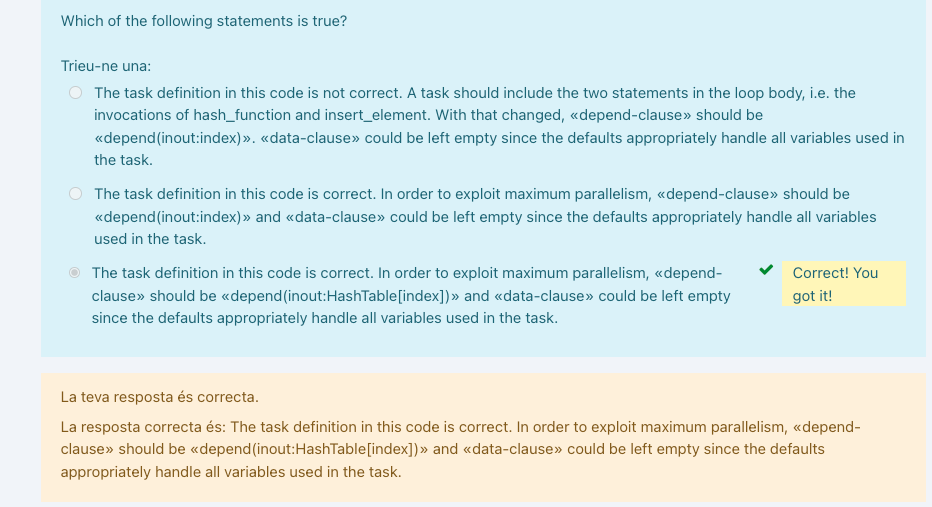 Which of the following statements is true?
Trieu-ne una:
The task definition in this code is not correct. A task should include the two statements in the loop body, i.e. the
invocations of hash_function and insert_element. With that changed, «depend-clause» should be
«depend(inout:index)». «data-clause» could be left empty since the defaults appropriately handle all variables used in
the task.
The task definition in this code is correct. In order to exploit maximum parallelism, «depend-clause» should be
«depend(inout:index)» and «data-clause» could be left empty since the defaults appropriately handle all variables
used in the task.
The task definition in this code is correct. In order to exploit maximum parallelism, «depend-
clause» should be «depend(inout:HashTable[index])» and «data-clause» could be left empty
since the defaults appropriately handle all variables used in the task.
Correct! You
got it!
La teva resposta és correcta.
La resposta correcta és: The task definition in this code is correct. In order to exploit maximum parallelism, «depend-
clause» should be «depend(inout:HashTable[index])» and «data-clause» could be left empty since the defaults
appropriately handle all variables used in the task.